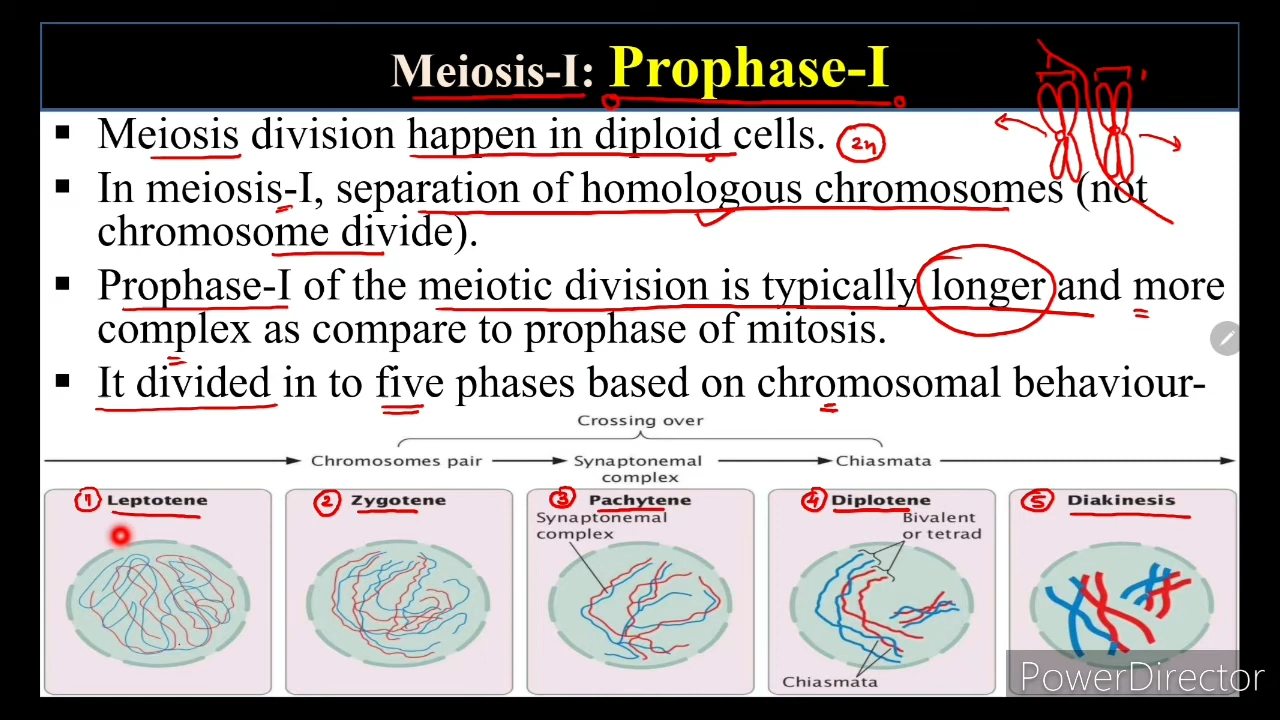 Meiosis-I: Prophase-I
▪ Meiosis division happen in diploid cells. 2n
▪ In meiosis-I, separation of homologous chromosomes (not
chromosome divide).
▪ Prophase-I of the meiotic division is typically longer and more
complex as compare to prophase of mitosis.
▪ It divided in to five phases based on chromosomal behaviour-
Crossing over
Chromosomes pair Synaptonemal complex Chiasmata
1 Leptotene
2 Zygotene
3 Pachytene
Synaptonemal
complex
4 Diplotene
Bivalent
or tetrad
Chiasmata
5 Diakinesis
PowerDirector